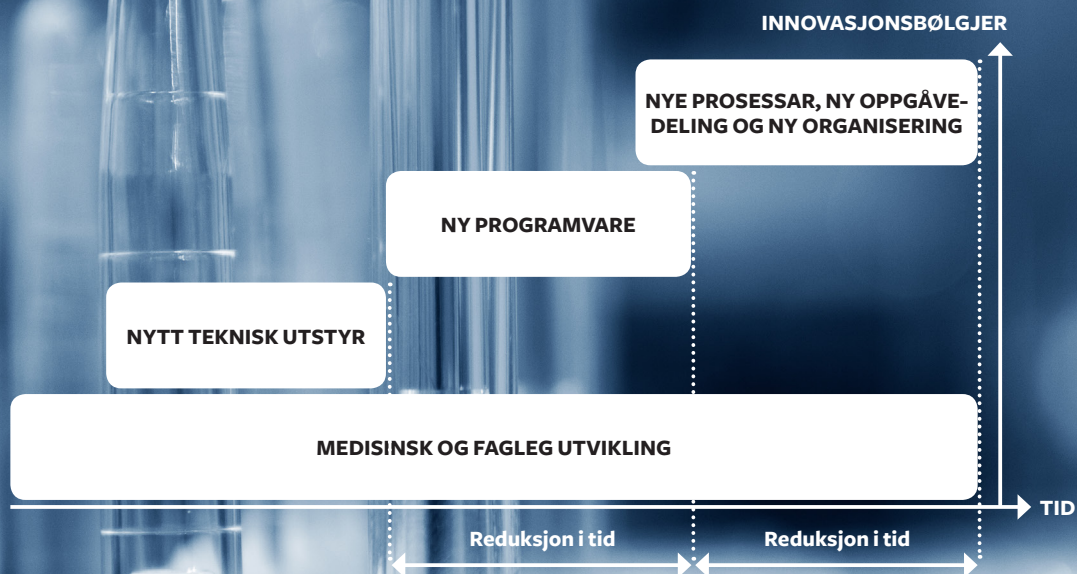 INNOVASJONSBØLGJER
NYE PROSESSAR, NY OPPGÅVE-
DELING OG NY ORGANISERING
NY PROGRAMVARE
NYTT TEKNISK UTSTYR
MEDISINSK OG FAGLEG UTVIKLING
TID
Reduksjon i tid
Reduksjon i tid